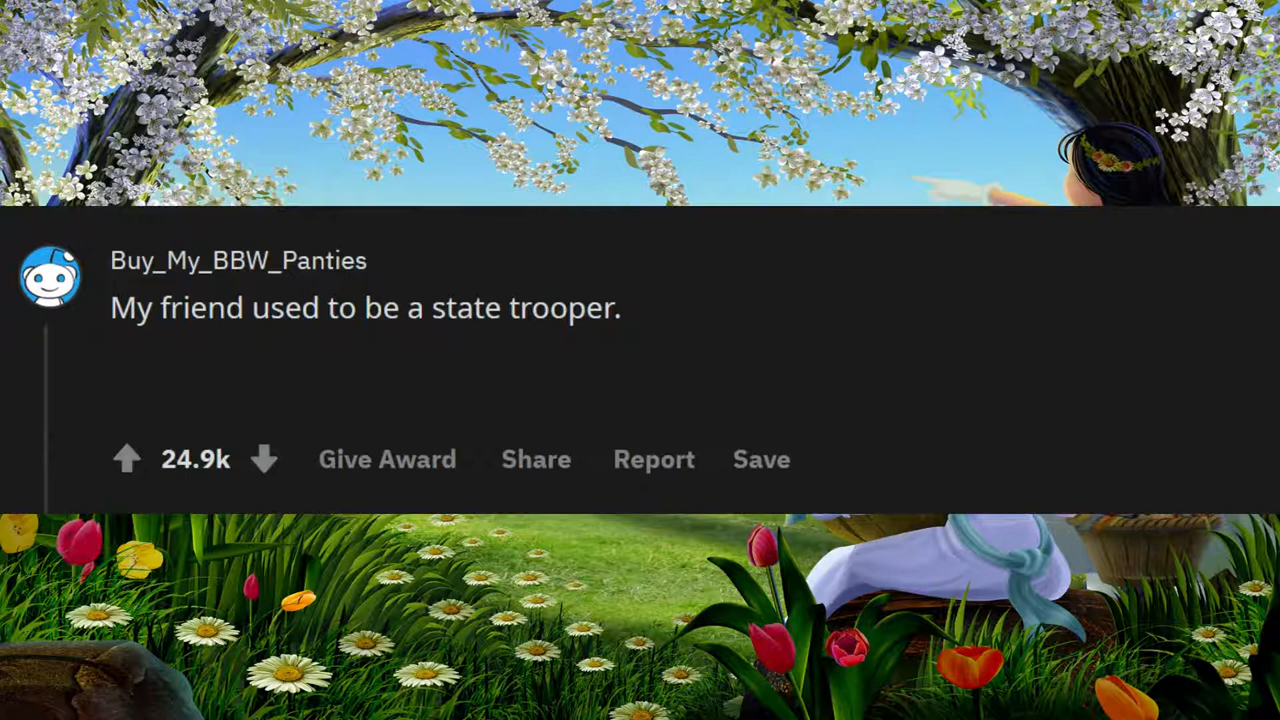 Buy_My_BBW_Panties
My friend used to be a state trooper.
24.9k Give Award Share Report Save